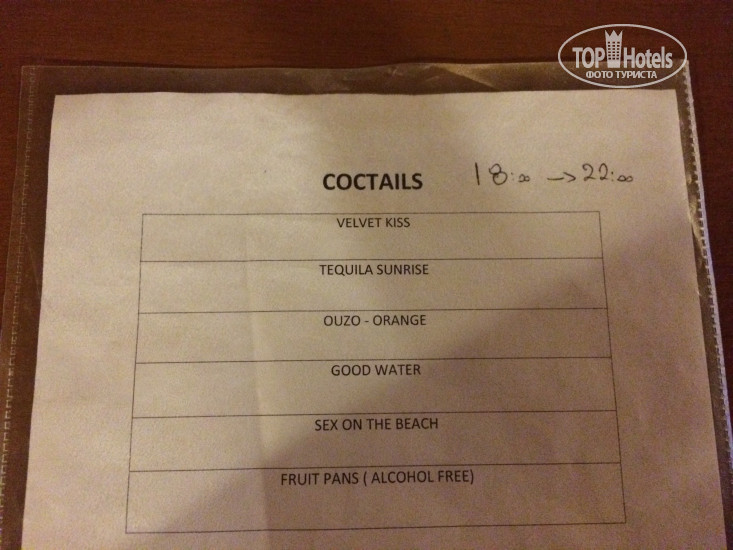 TOP Hotels
ФОТО ТУРИСТА
COCTAILS 18:00 -> 22:00
VELVET KISS
TEQUILA SUNRISE
OUZO - ORANGE
GOOD WATER
SEX ON THE BEACH
FRUIT PANS ( ALCOHOL FREE)